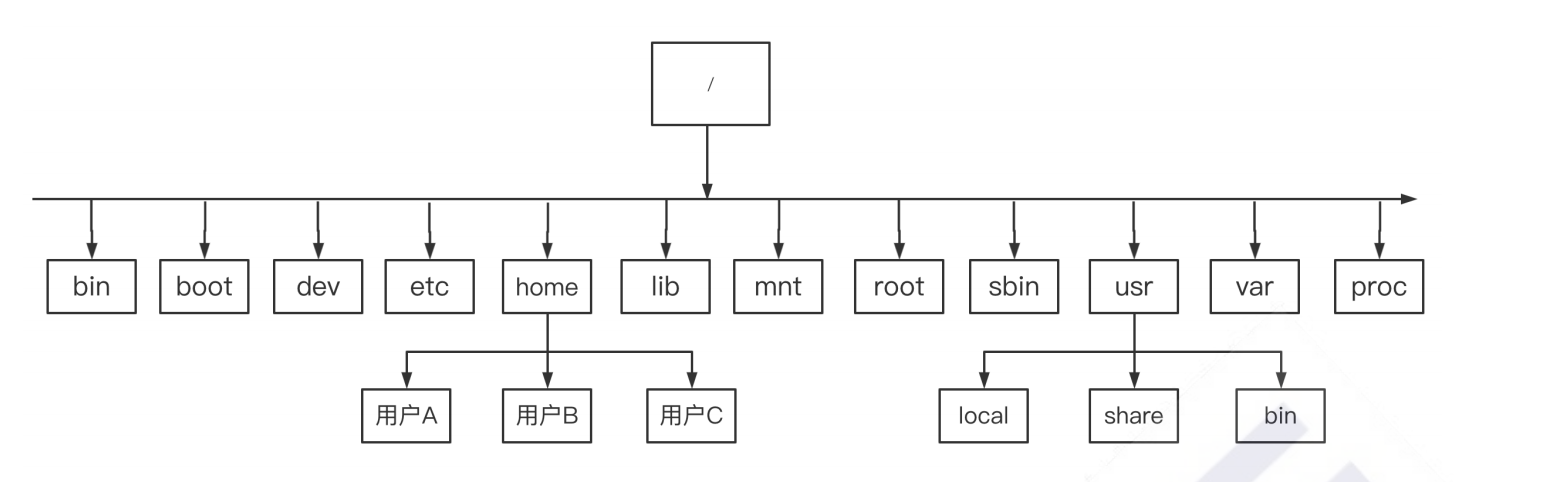 /
bin boot dev etc home lib mnt root sbin usr var proc
用户A 用户B 用户C local share bin